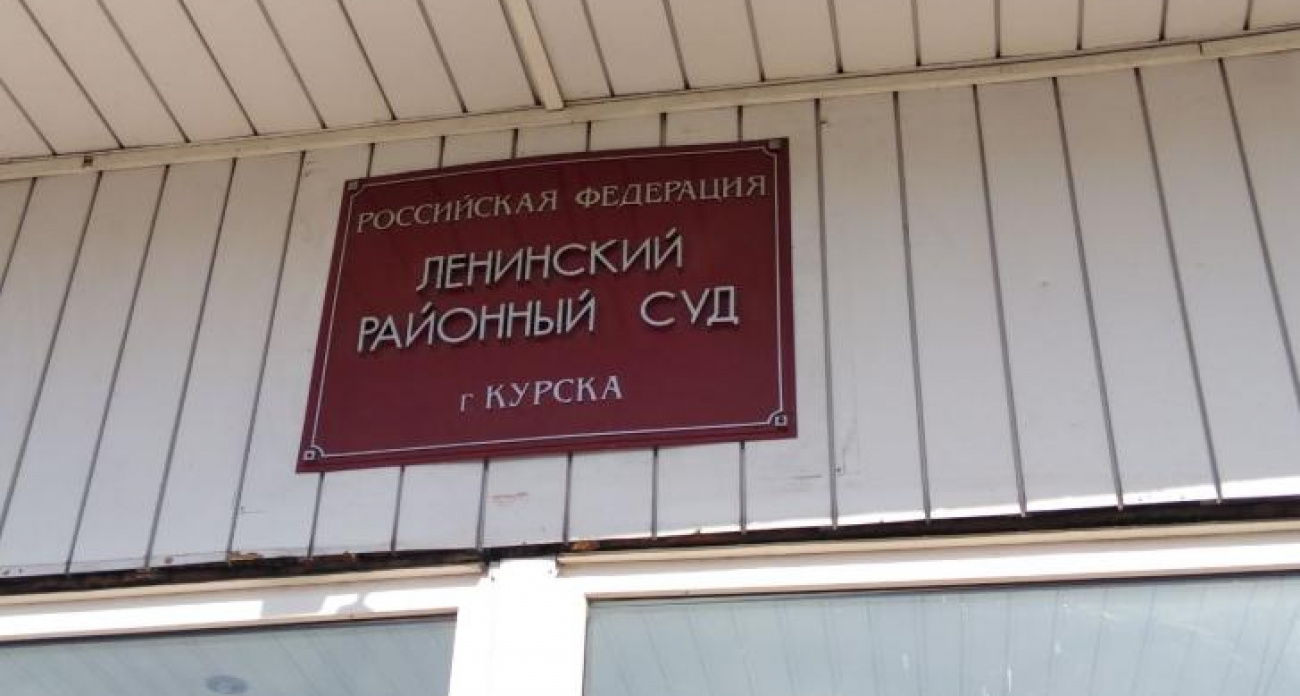 РОССИЙСКАЯ ФЕДЕРАЦИЯ
ЛЕНИНСКИЙ
РАЙОННЫЙ СУД
г КУРСКА